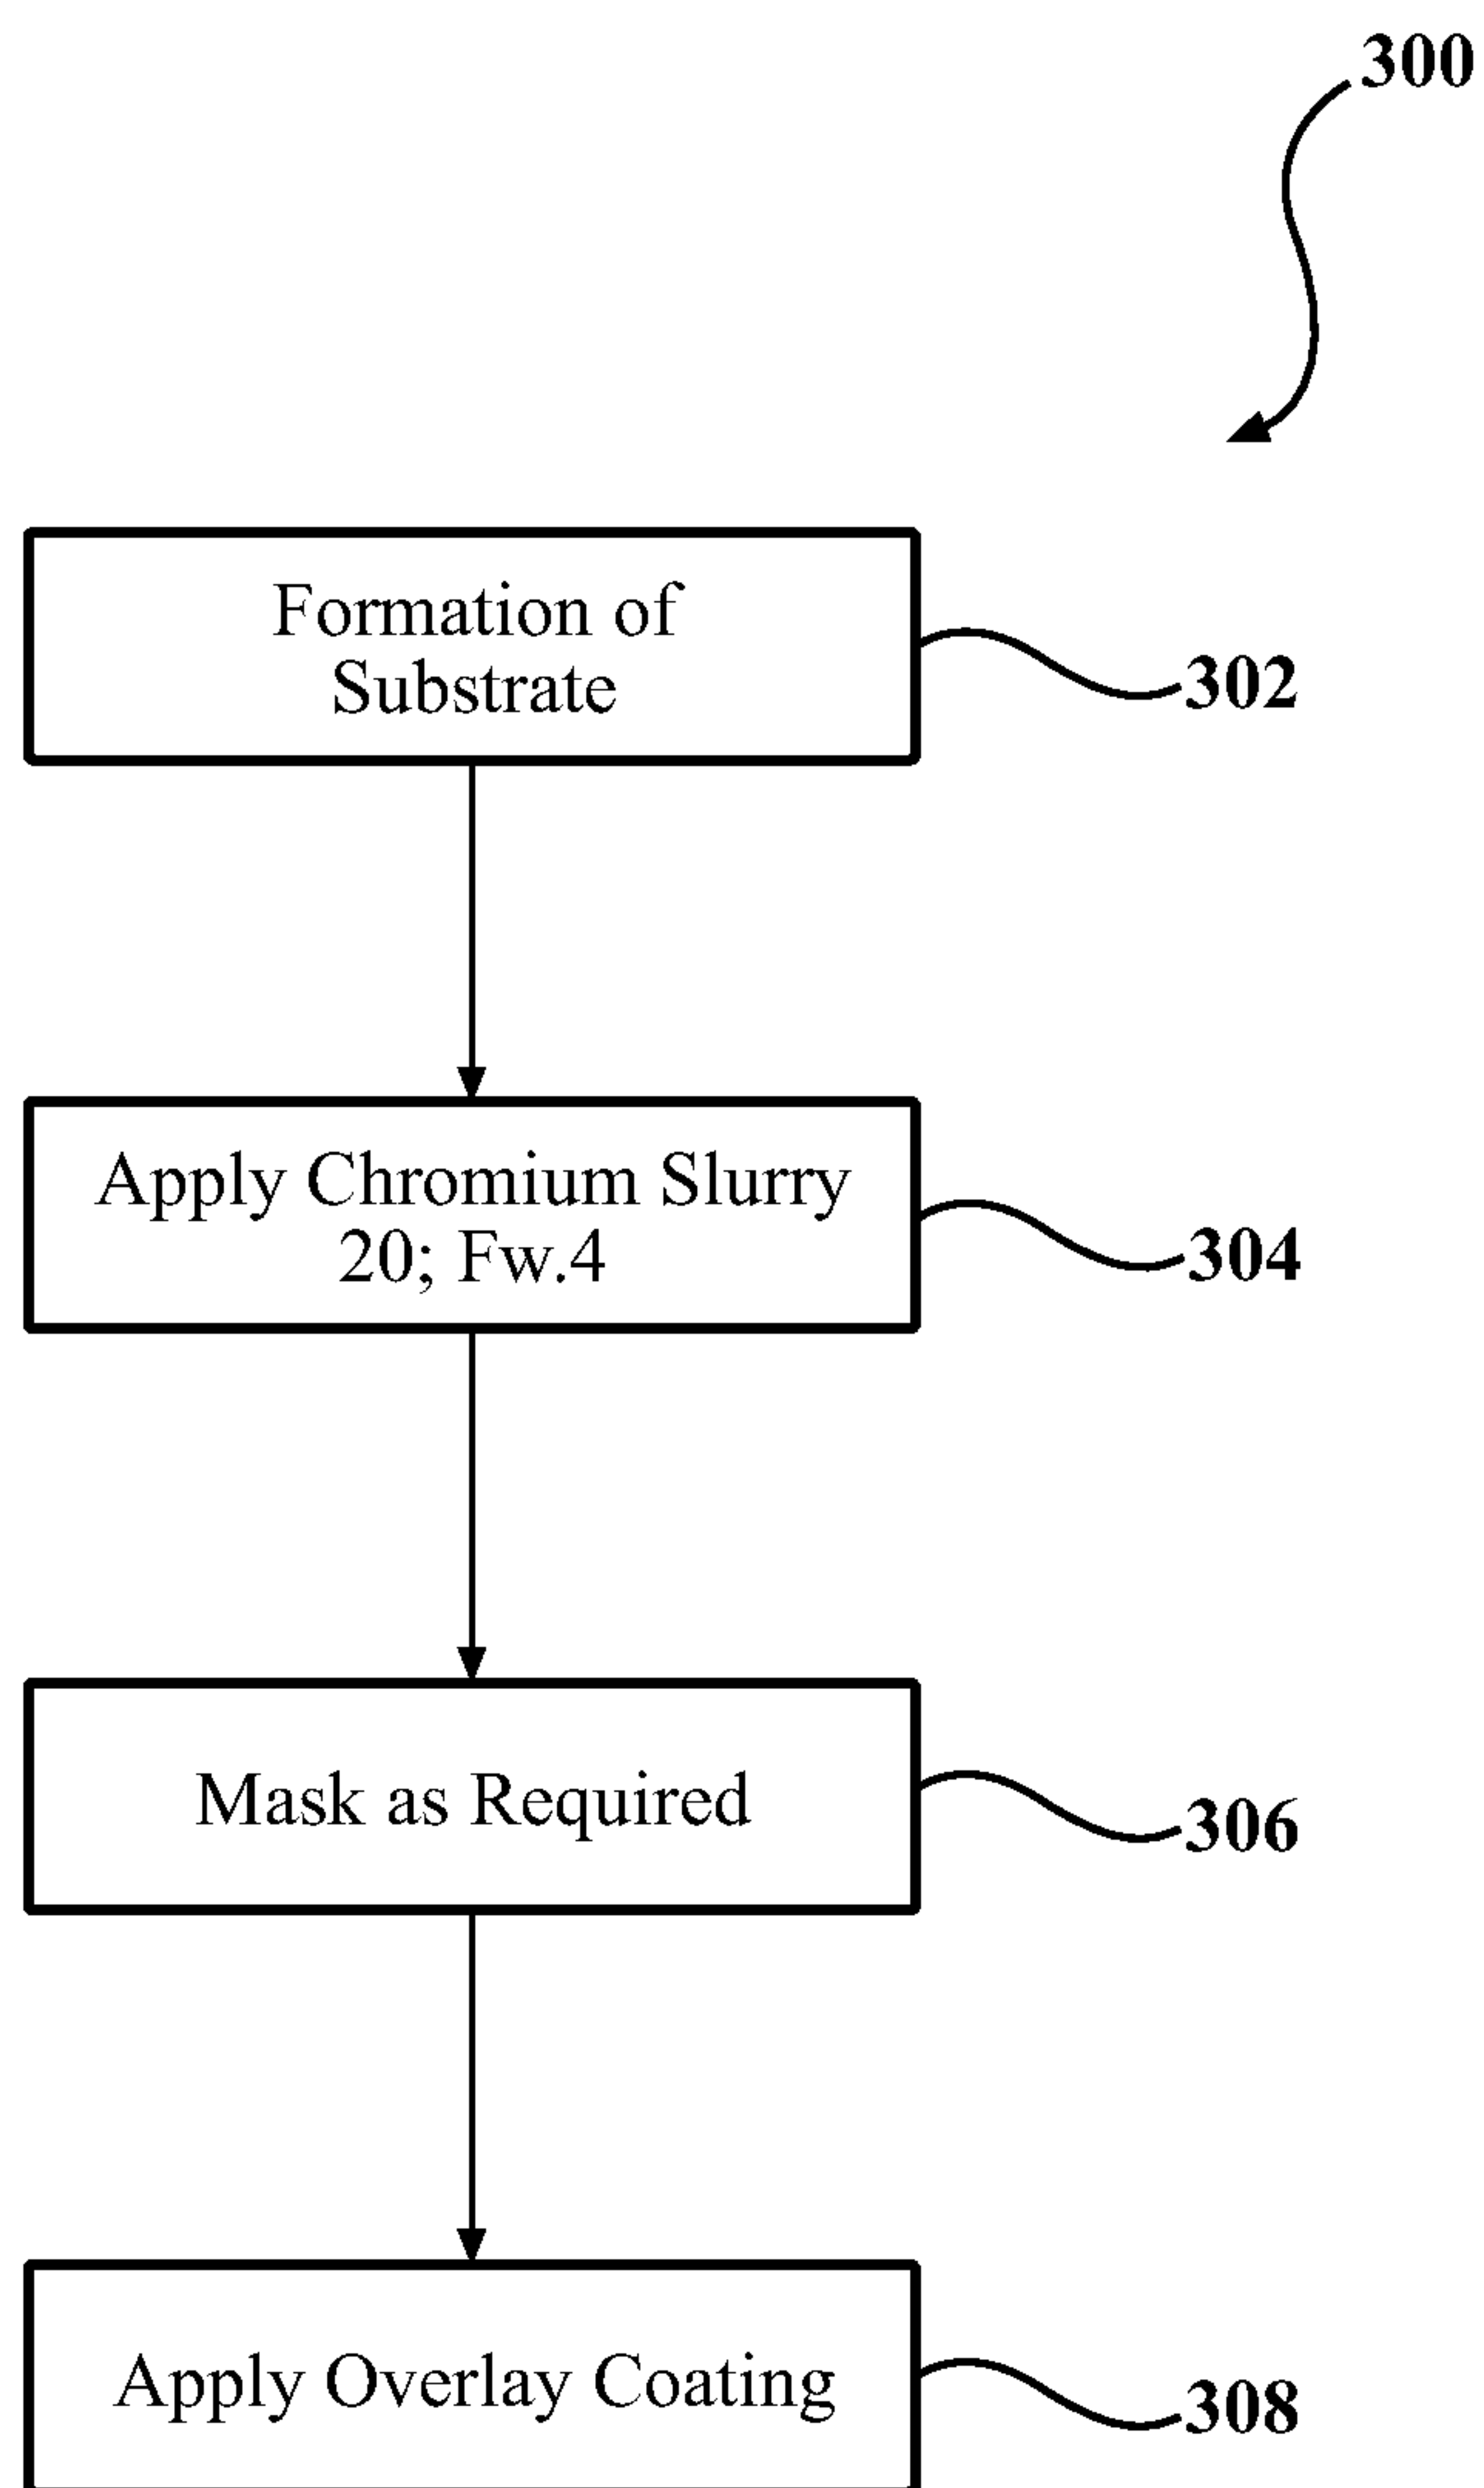 300
Formation of
Substrate
302
Apply Chromium Slurry
20; Fw.4
304
Mask as Required
306
Apply Overlay Coating
308